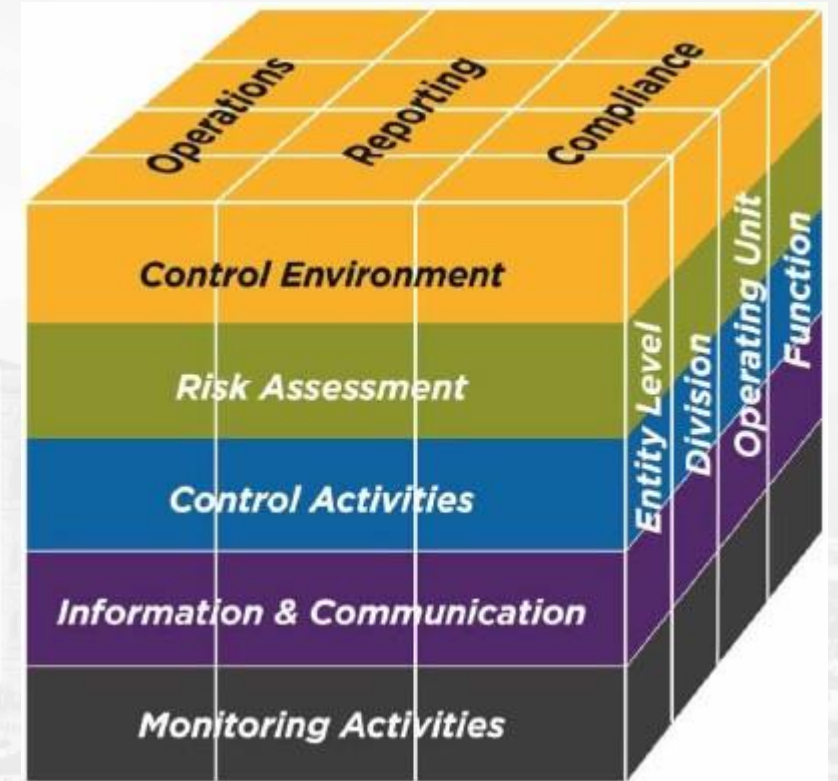 Operations
Reporting
Compliance
Control Environment
Risk Assessment
Control Activities
Information & Communication
Monitoring Activities
Entity Level
Division
Operating Unit
Function